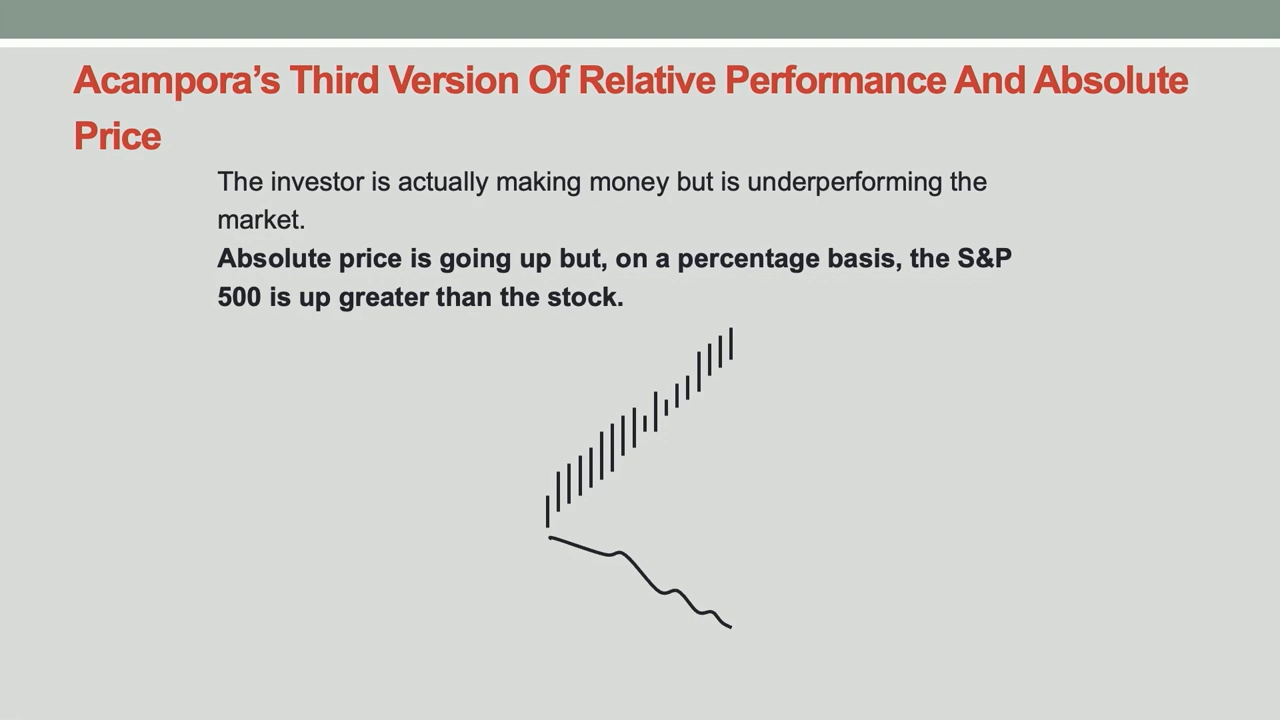 Acampora’s Third Version Of Relative Performance And Absolute
Price
The investor is actually making money but is underperforming the
market.
Absolute price is going up but, on a percentage basis, the S&P
500 is up greater than the stock.